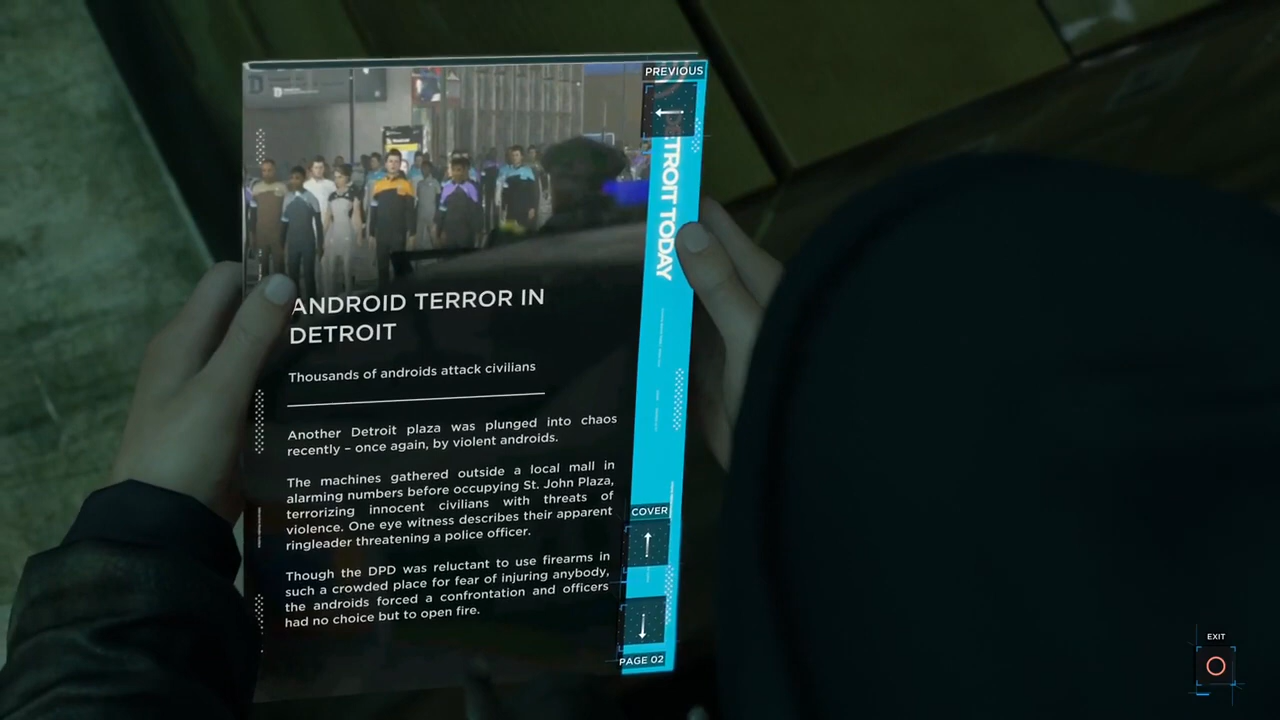 PREVIOUS
DETROIT TODAY
ANDROID TERROR IN
DETROIT
Thousands of androids attack civilians
Another Detroit plaza was plunged into chaos
recently – once again, by violent androids.
The machines gathered outside a local mall in
alarming numbers before occupying St. John Plaza,
terrorizing innocent civilians with threats of
violence. One eye witness describes their apparent
ringleader threatening a police officer.
Though the DPD was reluctant to use firearms in
such a crowded place for fear of injuring anybody,
the androids forced a confrontation and officers
had no choice but to open fire.
COVER
PAGE 02
EXIT